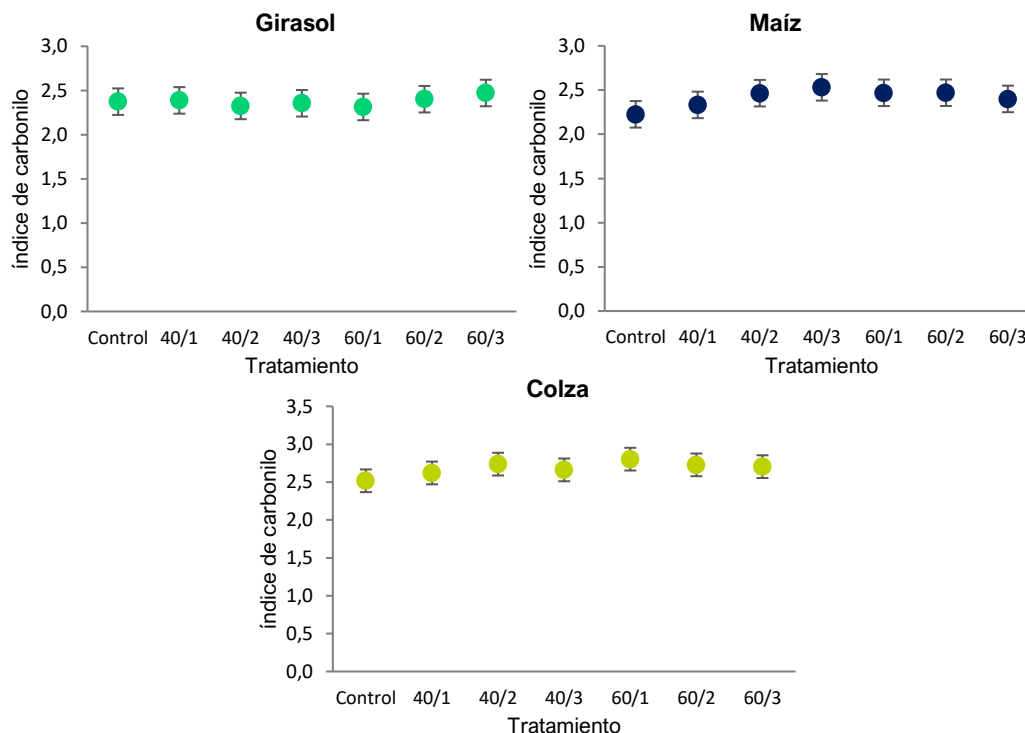 Girasol
índice de carbonilo
3,0
2,5
2,0
1,5
1,0
0,5
0,0
Control 40/1 40/2 40/3 60/1 60/2 60/3
Tratamiento
Maíz
índice de carbonilo
3,0
2,5
2,0
1,5
1,0
0,5
0,0
Control 40/1 40/2 40/3 60/1 60/2 60/3
Tratamiento
Colza
índice de carbonilo
3,5
3,0
2,5
2,0
1,5
1,0
0,5
0,0
Control 40/1 40/2 40/3 60/1 60/2 60/3
Tratamiento